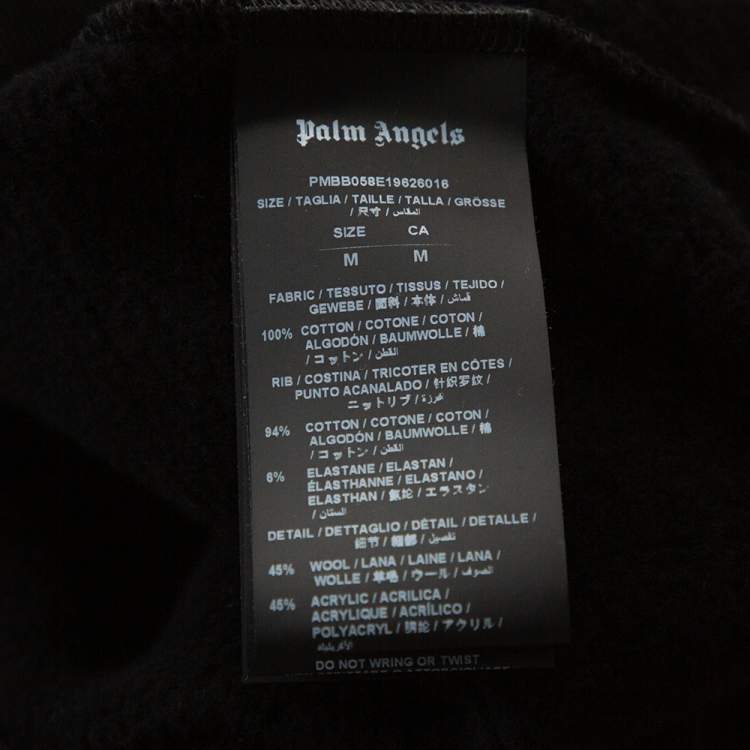 Palm Angels
PMBB058E19626016
SIZE / TAGLIA / TAILLE / TALLA / GRÖSSE
/ 尺寸 / المقاس
SIZE CA
M M
FABRIC / TESSUTO / TISSUS / TEJIDO /
GEWEBE / 面料 / 本体 / قماش
100% COTTON / COTONE / COTON /
ALGODÓN / BAUMWOLLE / 棉
/ コットン / القطن
RIB / COSTINA / TRICOTER EN CÔTES /
PUNTO ACANALADO / 针织罗纹 /
ニットリブ / غرزة
94% COTTON / COTONE / COTON /
ALGODÓN / BAUMWOLLE / 棉
/ コットン / القطن
6% ELASTANE / ELASTAN /
ÉLASTHANNE / ELASTANO /
ELASTHAN / 氨纶 / エラスタン
/ الستان
DETAIL / DETTAGLIO / DÉTAIL / DETALLE /
细节 / 細部 / تفصيل
45% WOOL / LANA / LAINE / LANA /
WOLLE / 羊毛 / ウール / الصوف
45% ACRYLIC / ACRILICA /
ACRYLIQUE / ACRÍLICO /
POLYACRYL / 腈纶 / アクリル /
DO NOT WRING OR TWIST